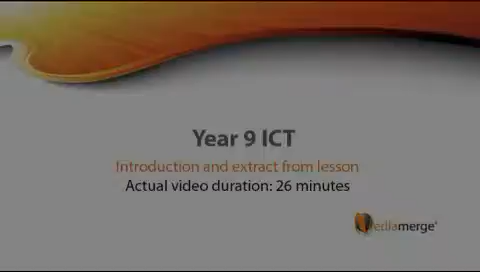 Year 9 ICT
Introduction and extract from lesson
Actual video duration: 26 minutes
mediamerge